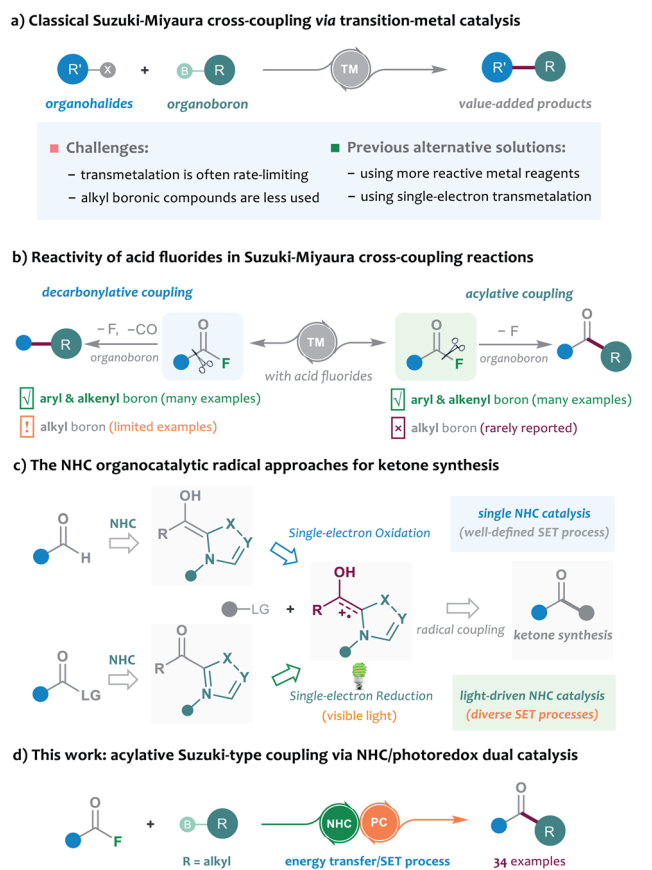 a) Classical Suzuki-Miyaura cross-coupling via transition-metal catalysis
R' X + B R TM R' R
organohalides organoboron value-added products
Challenges:
– transmetalation is often rate-limiting
– alkyl boronic compounds are less used
Previous alternative solutions:
– using more reactive metal reagents
– using single-electron transmetalation
b) Reactivity of acid fluorides in Suzuki-Miyaura cross-coupling reactions
decarbonylative coupling
acylative coupling
R – F, –CO O F TM O F – F O R
organoboron with acid fluorides organoboron
√ aryl & alkenyl boron (many examples)
! alkyl boron (limited examples)
√ aryl & alkenyl boron (many examples)
× alkyl boron (rarely reported)
c) The NHC organocatalytic radical approaches for ketone synthesis
O H NHC OH R X Y N
Single-electron Oxidation
single NHC catalysis
(well-defined SET process)
LG + OH R X Y N +·
radical coupling
O
ketone synthesis
O LG NHC O R X Y N +
Single-electron Reduction
(visible light)
light-driven NHC catalysis
(diverse SET processes)
d) This work: acylative Suzuki-type coupling via NHC/photoredox dual catalysis
O F + B R NHC PC O R
R = alkyl energy transfer/SET process 34 examples